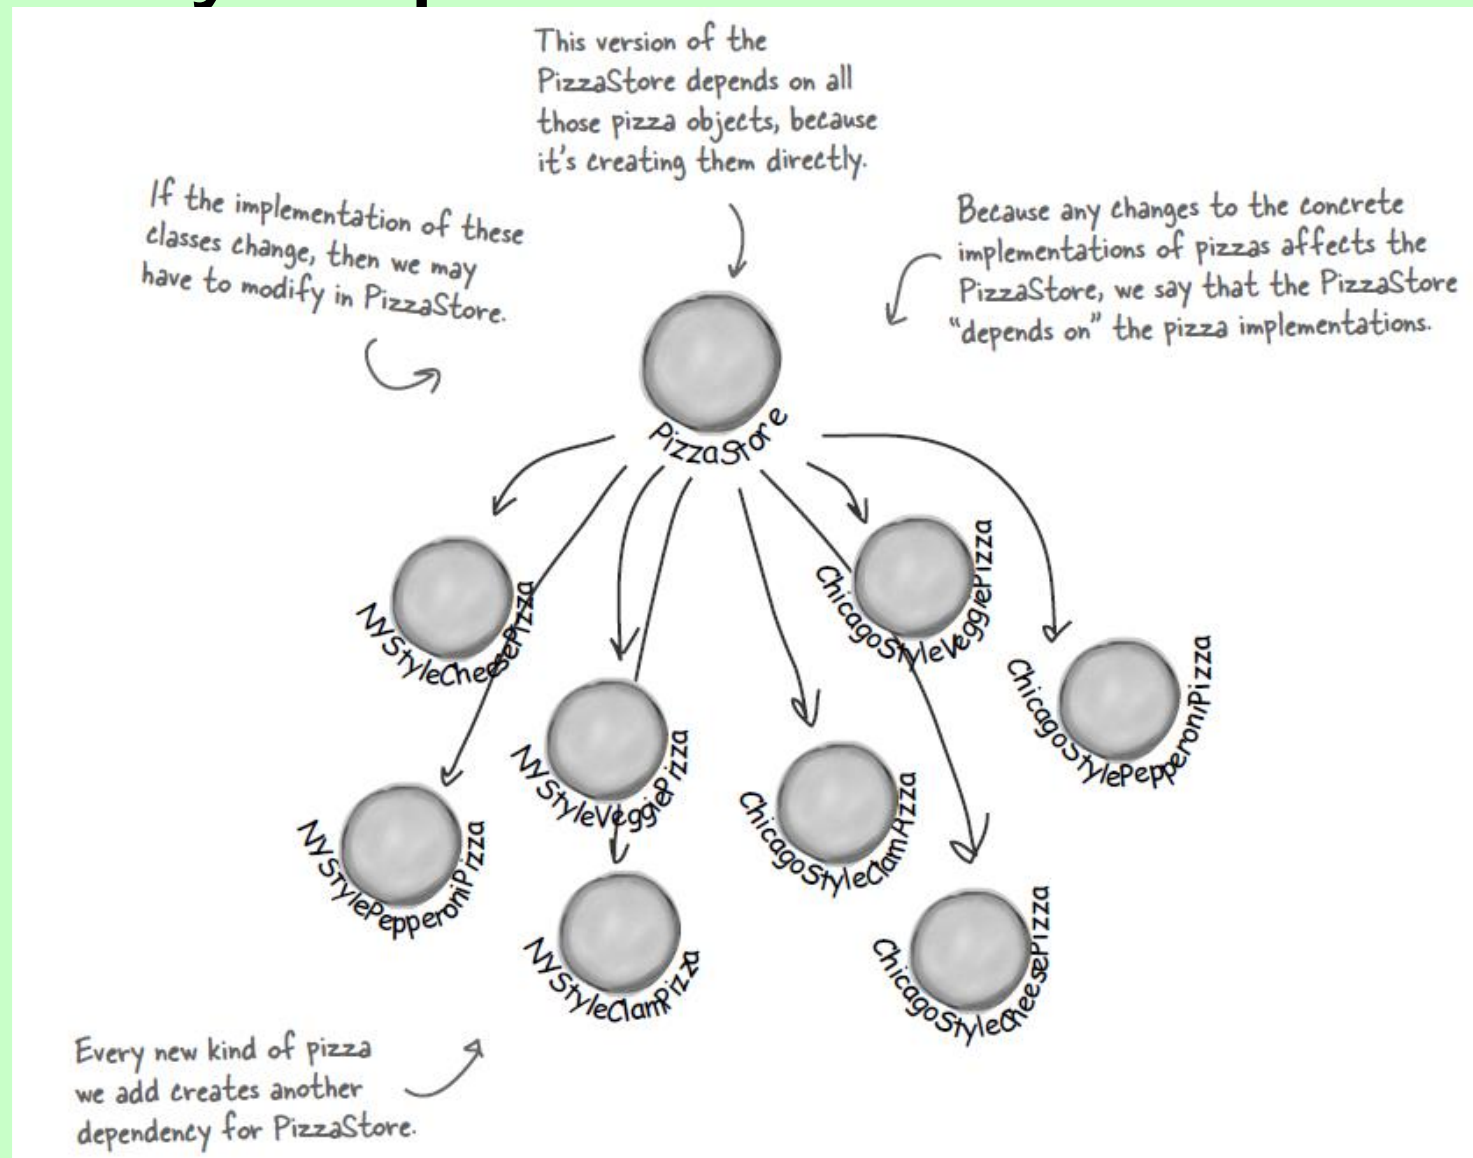 This version of the
PizzaStore depends on all
those pizza objects, because
it's creating them directly.
If the implementation of these
classes change, then we may
have to modify in PizzaStore.
Because any changes to the concrete
implementations of pizzas affects the
PizzaStore, we say that the PizzaStore
“depends on” the pizza implementations.
PizzaStore
NYStyleCheesePizza
ChicagoStyleVeggiePizza
ChicagoStylePepperoniPizza
NYStyleVeggiePizza
NYStylePepperoniPizza
ChicagoStyleClamPizza
NYStyleClamPizza
ChicagoStyleCheesePizza
Every new kind of pizza
we add creates another
dependency for PizzaStore.